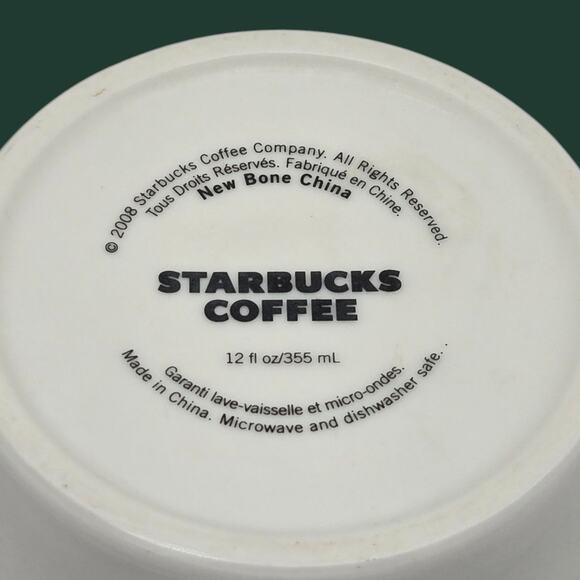 © 2008 Starbucks Coffee Company. All Rights Reserved.
Tous Droits Réservés. Fabriqué en Chine.
New Bone China
STARBUCKS
COFFEE
12 fl oz/355 mL
Garanti lave-vaisselle et micro-ondes.
Made in China. Microwave and dishwasher safe. .